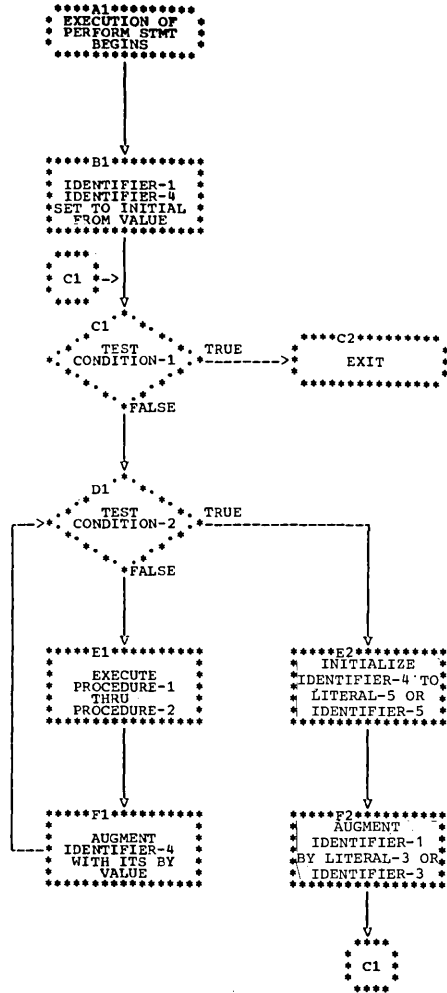 A1
EXECUTION OF
PERFORM STMT
BEGINS
B1
IDENTIFIER-1
IDENTIFIER-4
SET TO INITIAL
FROM VALUE
C1
C1
TEST
CONDITION-1
TRUE
C2
EXIT
FALSE
D1
TEST
CONDITION-2
TRUE
FALSE
E1
EXECUTE
PROCEDURE-1
THRU
PROCEDURE-2
E2
INITIALIZE
IDENTIFIER-4 TO
LITERAL-5 OR
IDENTIFIER-5
F1
AUGMENT
IDENTIFIER-4
WITH ITS BY
VALUE
F2
AUGMENT
IDENTIFIER-1
BY LITERAL-3 OR
IDENTIFIER-3
C1